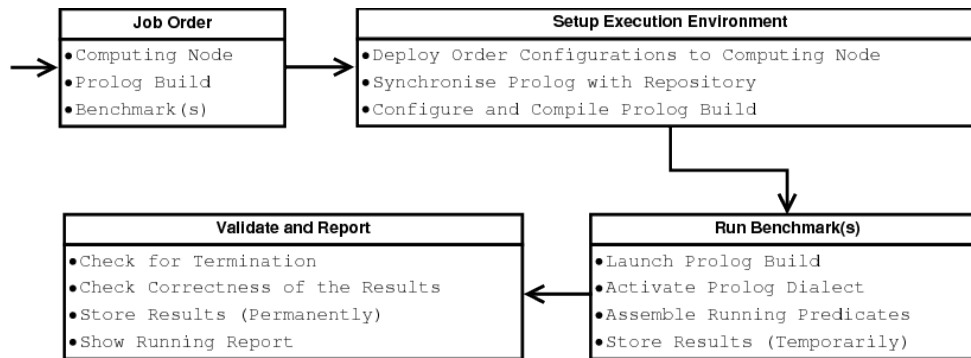 Job Order
●Computing Node
●Prolog Build
●Benchmark(s)
Setup Execution Environment
●Deploy Order Configurations to Computing Node
●Synchronise Prolog with Repository
●Configure and Compile Prolog Build
Run Benchmark(s)
●Launch Prolog Build
●Activate Prolog Dialect
●Assemble Running Predicates
●Store Results (Temporarily)
Validate and Report
●Check for Termination
●Check Correctness of the Results
●Store Results (Permanently)
●Show Running Report